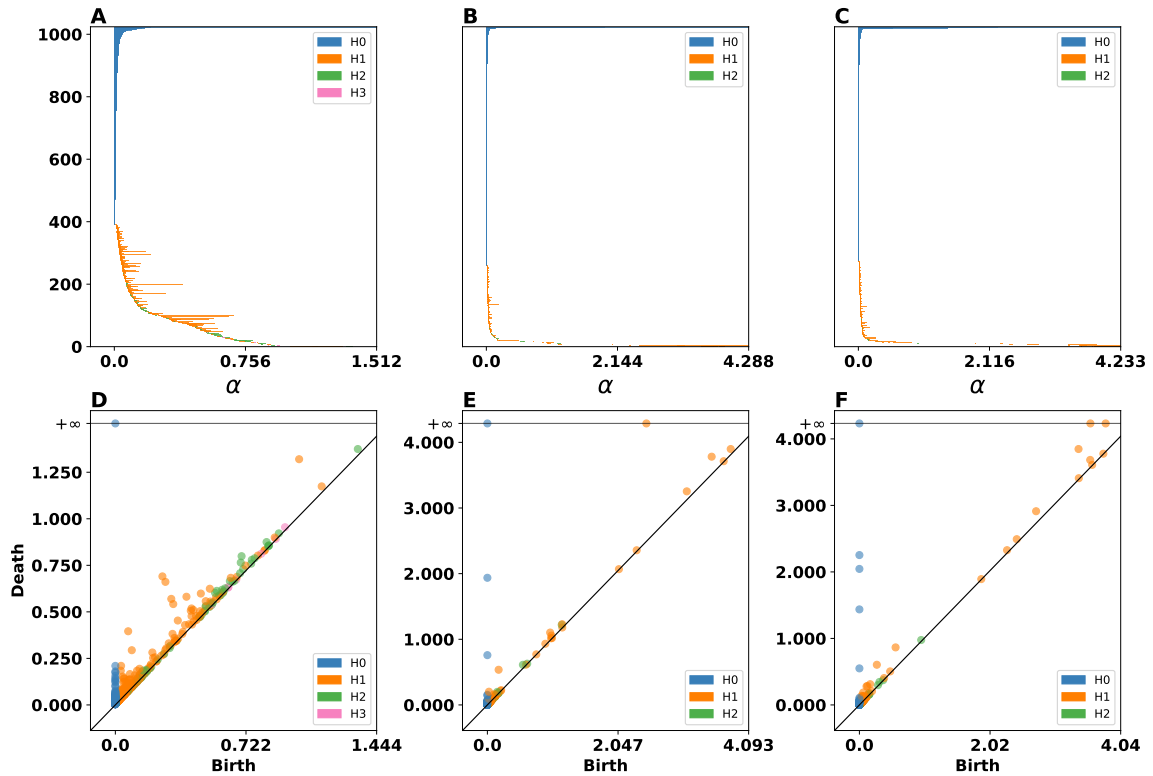 A
B
C
1000
800
600
400
200
0
H0
H1
H2
H3
H0
H1
H2
H0
H1
H2
0.0
0.756
1.512
0.0
2.144
4.288
0.0
2.116
4.233
α
α
α
D
E
F
+∞
1.250
1.000
0.750
0.500
0.250
0.000
Death
+∞
4.000
3.000
2.000
1.000
0.000
+∞
4.000
3.000
2.000
1.000
0.000
H0
H1
H2
H3
H0
H1
H2
H0
H1
H2
0.0
0.722
1.444
0.0
2.047
4.093
0.0
2.02
4.04
Birth
Birth
Birth